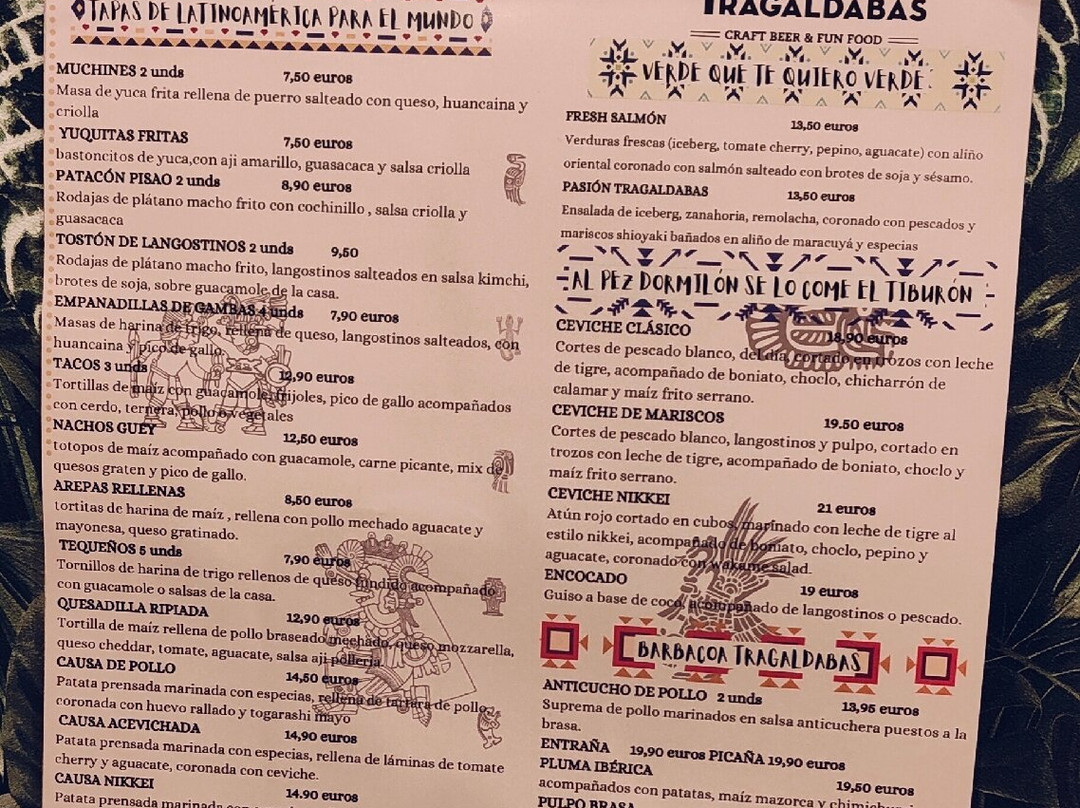 TAPAS DE LATINOAMÉRICA PARA EL MUNDO
MUCHINES 2 unds 7,50 euros
Masa de yuca frita rellena de puerro salteado con queso, huancaina y
criolla
YUQUITAS FRITAS 7,50 euros
bastoncitos de yuca,con aji amarillo, guasacaca y salsa criolla
PATACÓN PISAO 2 unds 8,90 euros
Rodajas de plátano macho frito con cochinillo , salsa criolla y
guasacaca
TOSTÓN DE LANGOSTINOS 2 unds 9,50
Rodajas de plátano macho frito, langostinos salteados en salsa kimchi,
brotes de soja, sobre guacamole de la casa.
EMPANADILLAS DE GAMBAS 4 unds 7,90 euros
Masas de harina de trigo, rellena de queso, langostinos salteados, con
huancaina y pico de gallo.
TACOS 3 unds 12,90 euros
Tortillas de maíz con guacamole, frijoles, pico de gallo acompañados
con cerdo, ternera, pollo o vegetales
NACHOS GUEY 12,50 euros
totopos de maíz acompañado con guacamole, carne picante, mix de
quesos graten y pico de gallo.
AREPAS RELLENAS 8,50 euros
tortitas de harina de maíz , rellena con pollo mechado aguacate y
mayonesa, queso gratinado.
TEQUEÑOS 5 unds 7,90 euros
Tornillos de harina de trigo rellenos de queso fundido acompañado
con guacamole o salsas de la casa.
QUESADILLA RIPIADA 12,90 euros
Tortilla de maíz rellena de pollo braseado mechado, queso mozzarella,
queso cheddar, tomate, aguacate, salsa aji polleria.
CAUSA DE POLLO 14,50 euros
Patata prensada marinada con especias, rellena de tartara de pollo,
coronada con huevo rallado y togarashi mayo
CAUSA ACEVICHADA 14,90 euros
Patata prensada marinada con especias, rellena de láminas de tomate
cherry y aguacate, coronada con ceviche.
CAUSA NIKKEI 14.90 euros
Patata prensada marinada con
TRAGALDABAS
CRAFT BEER & FUN FOOD
VERDE QUE TE QUIERO VERDE
FRESH SALMÓN 13,50 euros
Verduras frescas (iceberg, tomate cherry, pepino, aguacate) con aliño
oriental coronado con salmón salteado con brotes de soja y sésamo.
PASIÓN TRAGALDABAS 13,50 euros
Ensalada de iceberg, zanahoria, remolacha, coronado con pescados y
mariscos shioyaki bañados en aliño de maracuyá y especias
AL PEZ DORMILÓN SE LO COME EL TIBURÓN
CEVICHE CLÁSICO 18,90 euros
Cortes de pescado blanco, del día, cortado en trozos con leche
de tigre, acompañado de boniato, choclo, chicharrón de
calamar y maíz frito serrano.
CEVICHE DE MARISCOS 19.50 euros
Cortes de pescado blanco, langostinos y pulpo, cortado en
trozos con leche de tigre, acompañado de boniato, choclo y
maíz frito serrano.
CEVICHE NIKKEI 21 euros
Atún rojo cortado en cubos, marinado con leche de tigre al
estilo nikkei, acompañado de boniato, choclo, pepino y
aguacate, coronado con wakame salad.
ENCOCADO 19 euros
Guiso a base de coco, acompañado de langostinos o pescado.
BARBACOA TRAGALDABAS
ANTICUCHO DE POLLO 2 unds 13,95 euros
Suprema de pollo marinados en salsa anticuchera puestos a la
brasa.
ENTRAÑA 19,90 euros PICAÑA 19,90 euros
PLUMA IBÉRICA 19,50 euros
acompañados con patatas, maíz mazorca y
PULPO BRASA